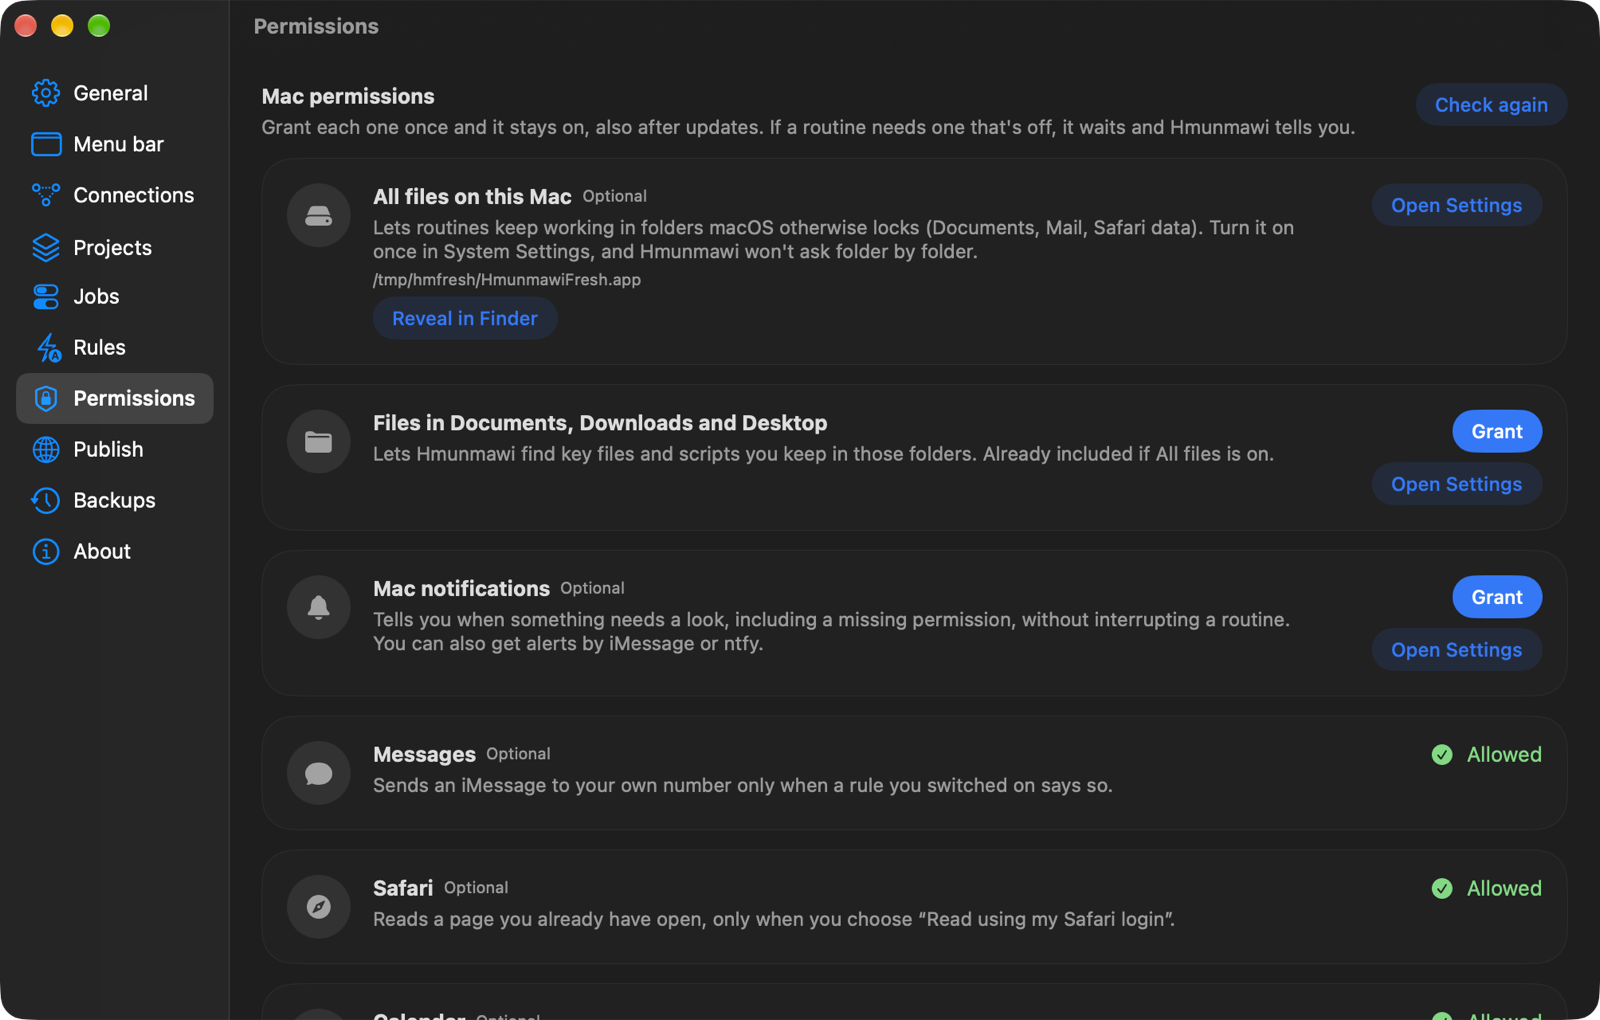 Permissions
General
Menu bar
Connections
Projects
Jobs
Rules
Permissions
Publish
Backups
About
Mac permissions
Grant each one once and it stays on, also after updates. If a routine needs one that's off, it waits and Hmunmawi tells you.
Check again
All files on this Mac Optional
Lets routines keep working in folders macOS otherwise locks (Documents, Mail, Safari data). Turn it on
once in System Settings, and Hmunmawi won't ask folder by folder.
/tmp/hmfresh/HmunmawiFresh.app
Reveal in Finder
Open Settings
Files in Documents, Downloads and Desktop
Lets Hmunmawi find key files and scripts you keep in those folders. Already included if All files is on.
Grant
Open Settings
Mac notifications Optional
Tells you when something needs a look, including a missing permission, without interrupting a routine.
You can also get alerts by iMessage or ntfy.
Grant
Open Settings
Messages Optional
Sends an iMessage to your own number only when a rule you switched on says so.
Allowed
Safari Optional
Reads a page you already have open, only when you choose “Read using my Safari login”.
Allowed
Calendar Optional
Allowed